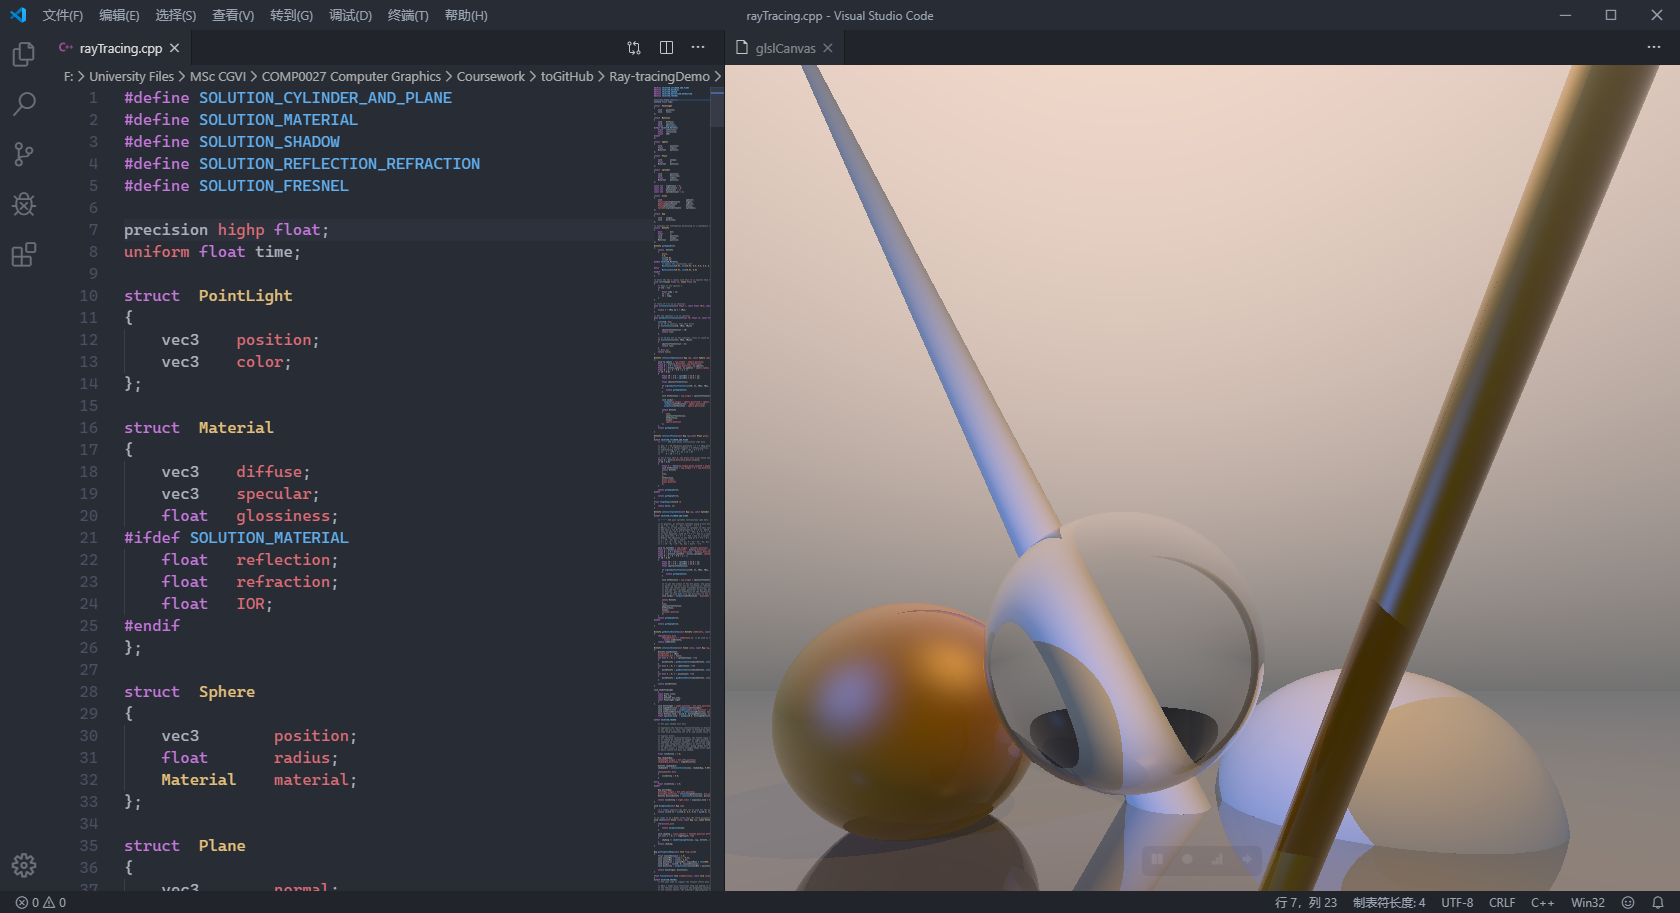 文件(F) 编辑(E) 选择(S) 查看(V) 转到(G) 调试(D) 终端(T) 帮助(H)
rayTracing.cpp - Visual Studio Code
rayTracing.cpp
glslCanvas
F: > University Files > MSc CGVI > COMP0027 Computer Graphics > Coursework > toGitHub > Ray-tracingDemo >
1 #define SOLUTION_CYLINDER_AND_PLANE
2 #define SOLUTION_MATERIAL
3 #define SOLUTION_SHADOW
4 #define SOLUTION_REFLECTION_REFRACTION
5 #define SOLUTION_FRESNEL
6
7 precision highp float;
8 uniform float time;
9
10 struct PointLight
11 {
12 vec3 position;
13 vec3 color;
14 };
15
16 struct Material
17 {
18 vec3 diffuse;
19 vec3 specular;
20 float glossiness;
21 #ifdef SOLUTION_MATERIAL
22 float reflection;
23 float refraction;
24 float IOR;
25 #endif
26 };
27
28 struct Sphere
29 {
30 vec3 position;
31 float radius;
32 Material material;
33 };
34
35 struct Plane
36 {
37 vec3 normal;
0 0
行 7，列 23 制表符长度: 4 UTF-8 CRLF C++ Win32